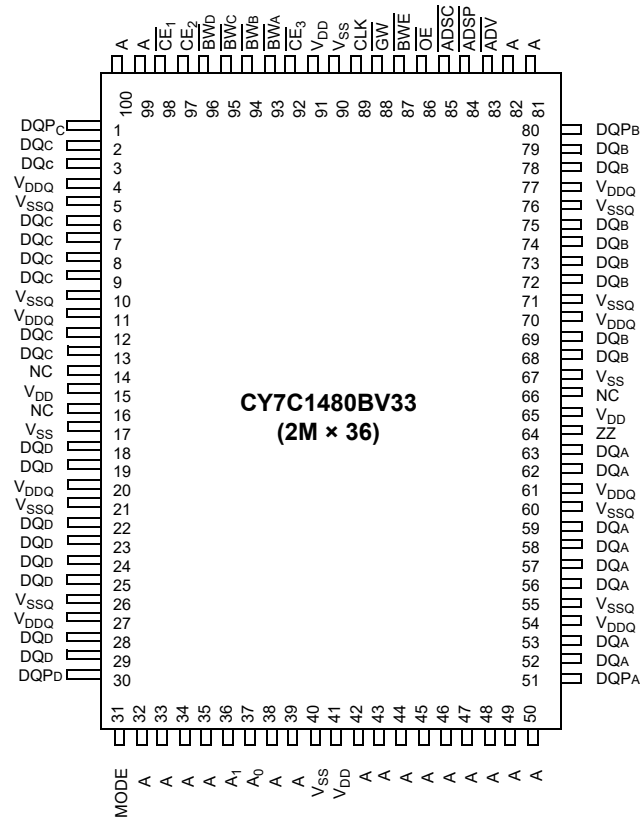 A
A
CE1
CE2
BWD
BWC
BWB
BWA
CE3
VDD
VSS
CLK
GW
BWE
OE
ADSC
ADSP
ADV
A
A
100
99
98
97
96
95
94
93
92
91
90
89
88
87
86
85
84
83
82
81
DQPC 1
DQC 2
DQC 3
VDDQ 4
VSSQ 5
DQC 6
DQC 7
DQC 8
DQC 9
VSSQ 10
VDDQ 11
DQC 12
DQC 13
NC 14
VDD 15
NC 16
VSS 17
DQD 18
DQD 19
VDDQ 20
VSSQ 21
DQD 22
DQD 23
DQD 24
DQD 25
VSSQ 26
VDDQ 27
DQD 28
DQD 29
DQPD 30
CY7C1480BV33
(2M × 36)
80 DQPB
79 DQB
78 DQB
77 VDDQ
76 VSSQ
75 DQB
74 DQB
73 DQB
72 DQB
71 VSSQ
70 VDDQ
69 DQB
68 DQB
67 VSS
66 NC
65 VDD
64 ZZ
63 DQA
62 DQA
61 VDDQ
60 VSSQ
59 DQA
58 DQA
57 DQA
56 DQA
55 VSSQ
54 VDDQ
53 DQA
52 DQA
51 DQPA
31
32
33
34
35
36
37
38
39
40
41
42
43
44
45
46
47
48
49
50
MODE
A
A
A
A
A1
A0
A
A
VSS
VDD
A
A
A
A
A
A
A
A
A